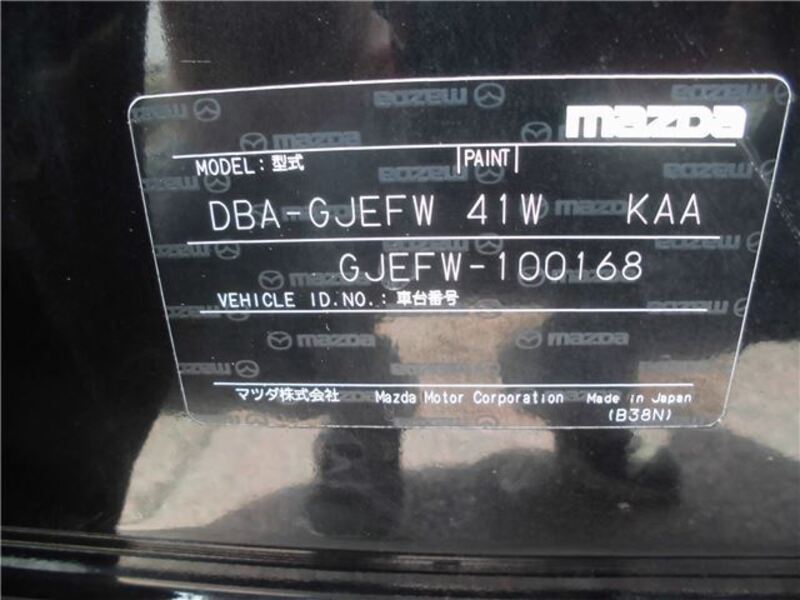 mazda
MODEL: 型式 PAINT
DBA-GJEFW 41W KAA
GJEFW-100168
VEHICLE ID.NO.: 車台番号
マツダ株式会社 Mazda Motor Corporation Made in Japan
(B38N)